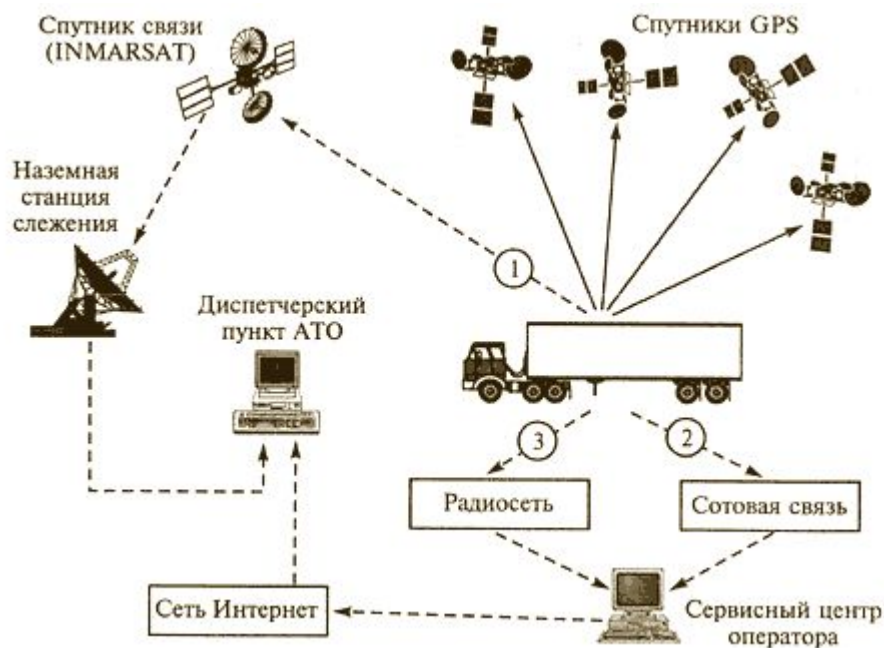 Спутник связи
(INMARSAT)
Спутники GPS
Наземная
станция
слежения
1
Диспетчерский
пункт АТО
3
2
Радиосеть
Сотовая связь
Сеть Интернет
Сервисный центр
оператора